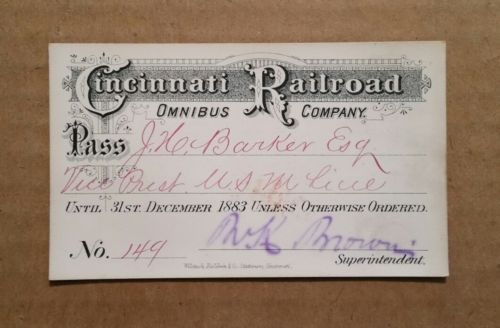 Cincinnati Railroad
OMNIBUS COMPANY.
Pass J. H. Barker Esq
Vice Prest. U.S.M Line
UNTIL 31ST. DECEMBER 1883 UNLESS OTHERWISE ORDERED.
No. 149 Brown
Superintendent.